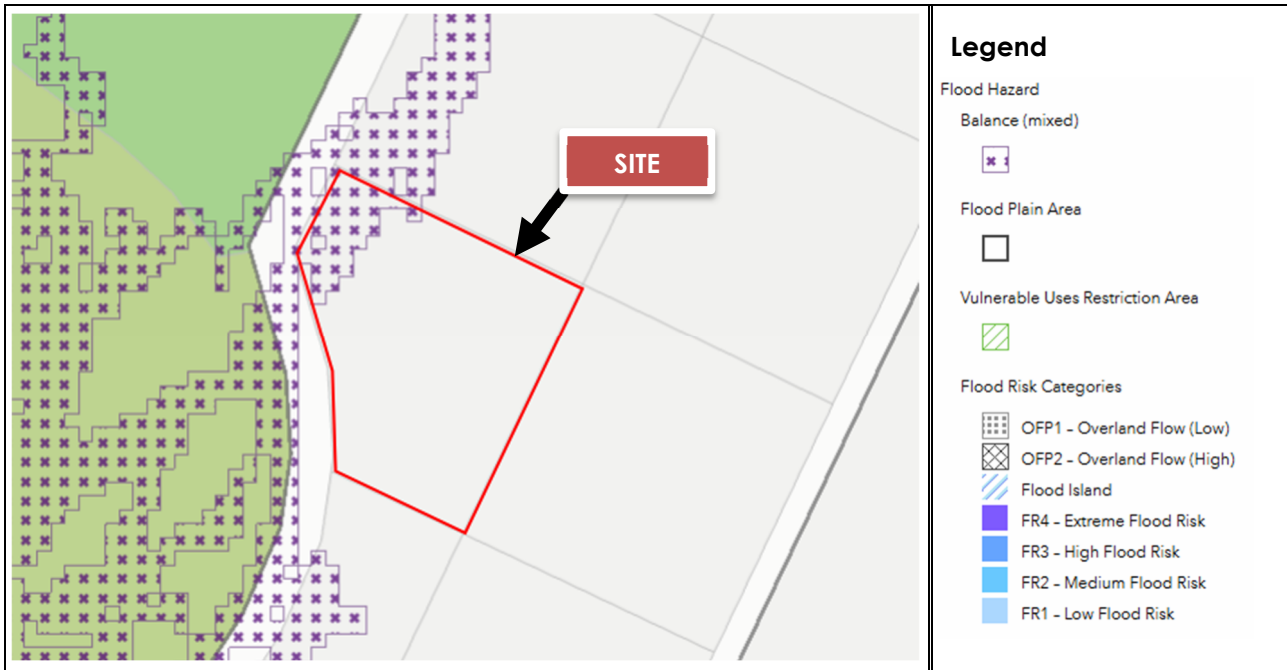 SITE
Legend
Flood Hazard
Balance (mixed)
Flood Plain Area
Vulnerable Uses Restriction Area
Flood Risk Categories
OFP1 - Overland Flow (Low)
OFP2 - Overland Flow (High)
Flood Island
FR4 - Extreme Flood Risk
FR3 - High Flood Risk
FR2 - Medium Flood Risk
FR1 - Low Flood Risk